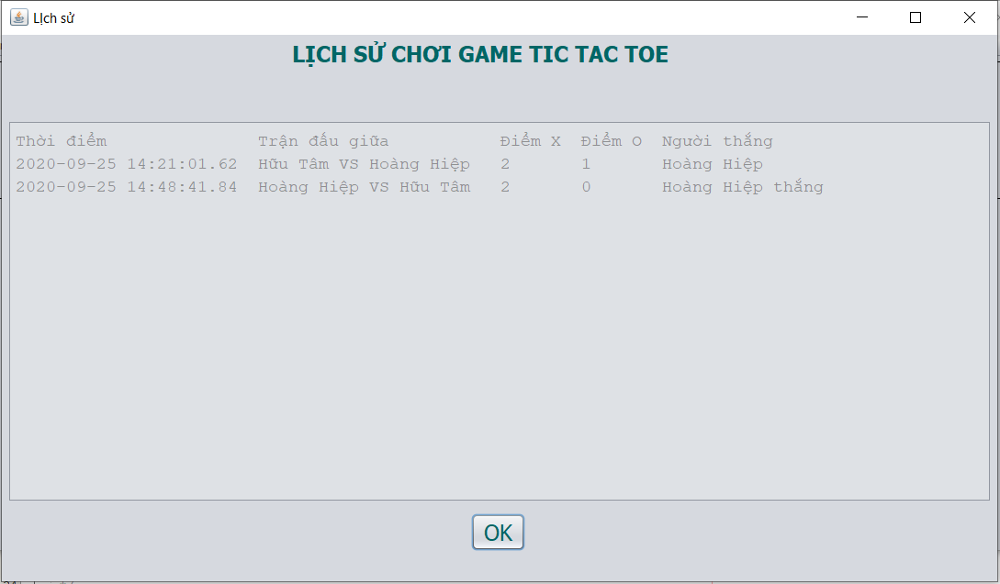 Lịch sử
LỊCH SỬ CHƠI GAME TIC TAC TOE
Thời điểm Trận đấu giữa Điểm X Điểm O Người thắng
2020-09-25 14:21:01.62 Hữu Tâm VS Hoàng Hiệp 2 1 Hoàng Hiệp
2020-09-25 14:48:41.84 Hoàng Hiệp VS Hữu Tâm 2 0 Hoàng Hiệp thắng
OK